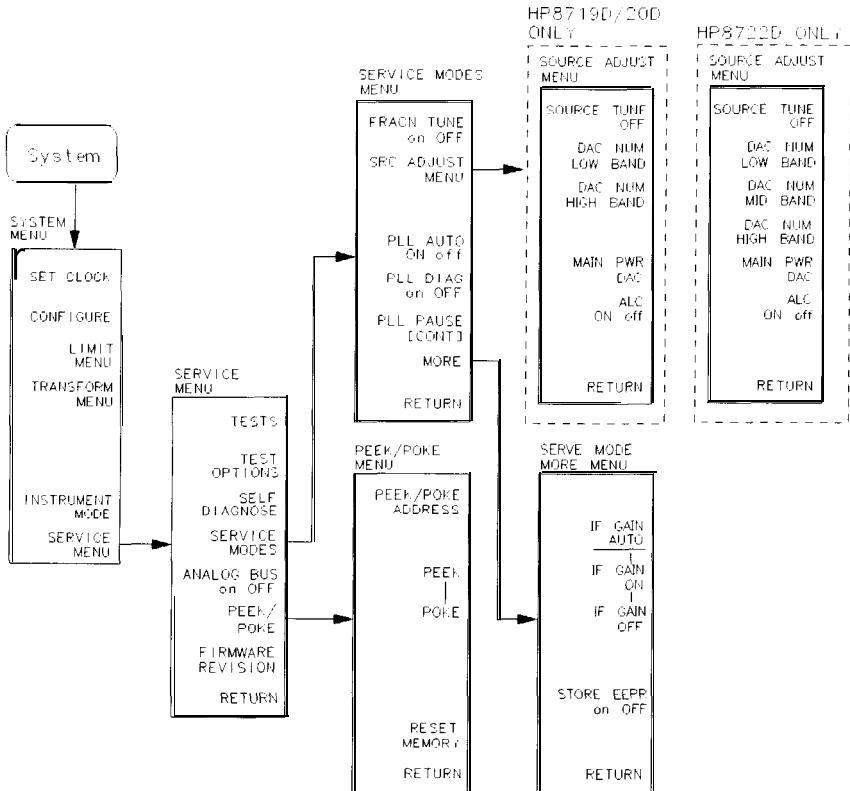 System
SYSTEM
MENU
SET CLOCK
CONFIGURE
LIMIT
MENU
TRANSFORM
MENU
INSTRUMENT
MODE
SERVICE
MENU
SERVICE
MENU
TESTS
TEST
OPTIONS
SELF
DIAGNOSE
SERVICE
MODES
ANALOG BUS
on OFF
PEEK/
POKE
FIRMWARE
REVISION
RETURN
SERVICE MODES
MENU
FRACN TUNE
on OFF
SRC ADJUST
MENU
PLL AUTO
ON off
PLL DIAG
on OFF
PLL PAUSE
[CONT]
MORE
RETURN
PEEK/POKE
MENU
PEEK/POKE
ADDRESS
PEEK
POKE
RESET
MEMORY
RETURN
HP8719D/20D
ONLY
SOURCE ADJUST
MENU
SOURCE TUNE
OFF
DAC NUM
LOW BAND
DAC NUM
HIGH BAND
MAIN PWR
DAC
ALC
ON off
RETURN
HP8722D ONLY
SOURCE ADJUST
MENU
SOURCE TUNE
OFF
DAC NUM
LOW BAND
DAC NUM
MID BAND
DAC NUM
HIGH BAND
MAIN PWR
DAC
ALC
ON off
RETURN
SERVE MODE
MORE MENU
IF GAIN
AUTO
IF GAIN
ON
IF GAIN
OFF
STORE EEPR
on OFF
RETURN